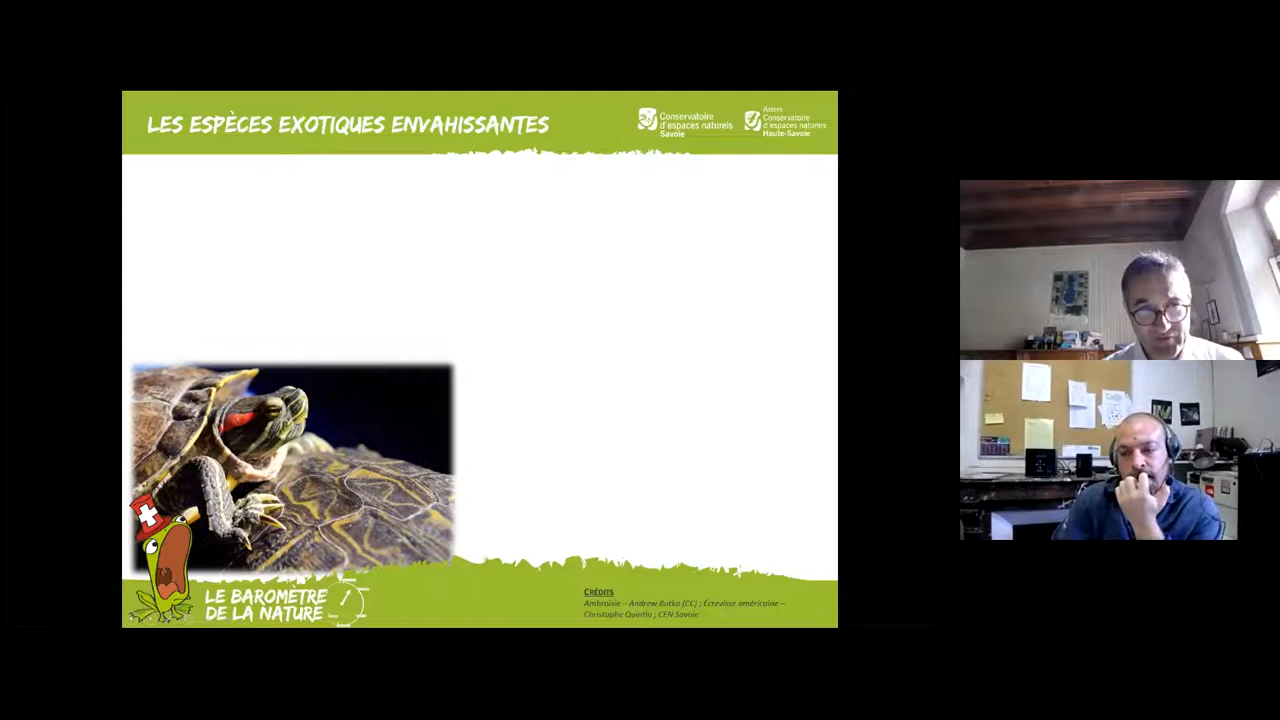 LES ESPÈCES EXOTIQUES ENVAHISSANTES
Conservatoire
d'espaces naturels
Savoie
Asters
Conservatoire
d'espaces naturels
Haute-Savoie
LE BAROMÈTRE
DE LA NATURE
CRÉDITS
Ambroisie – Andrew Butko (CC) ; Écrevisse américaine –
Christophe Quintin ; CEN Savoie